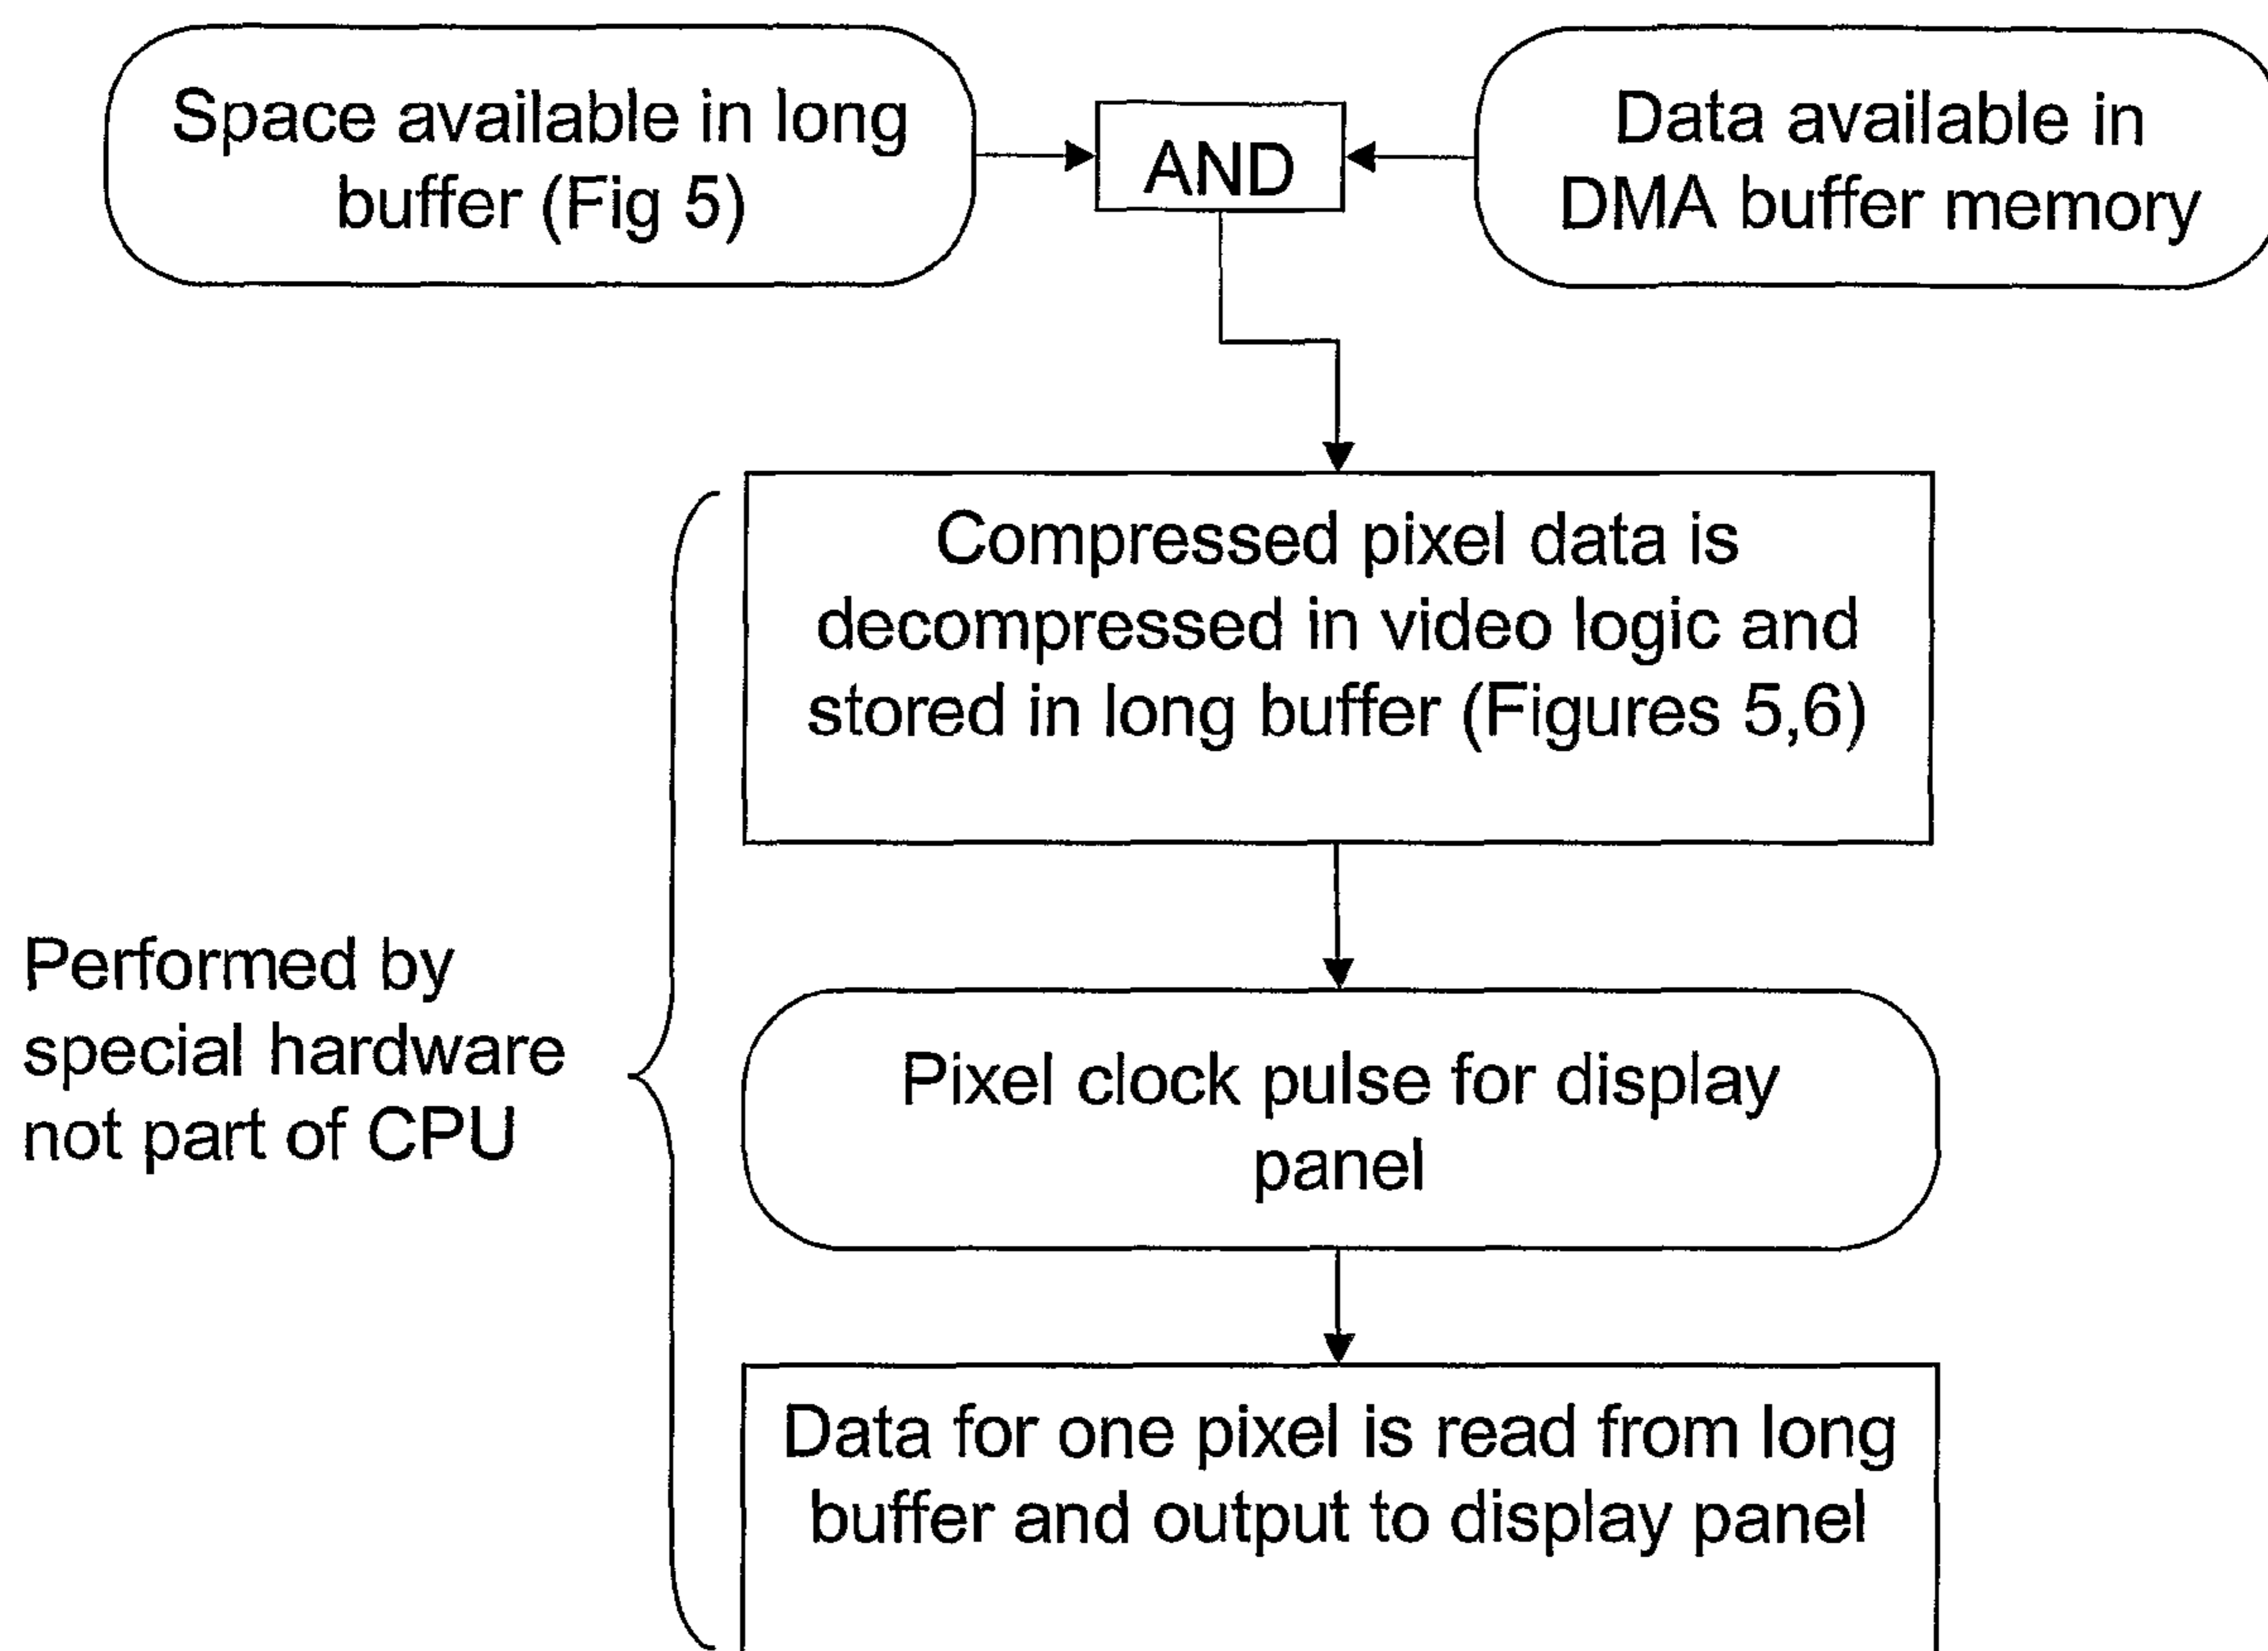 Space available in long
buffer (Fig 5)
AND
Data available in
DMA buffer memory
Compressed pixel data is
decompressed in video logic and
stored in long buffer (Figures 5,6)
Performed by
special hardware
not part of CPU
Pixel clock pulse for display
panel
Data for one pixel is read from long
buffer and output to display panel